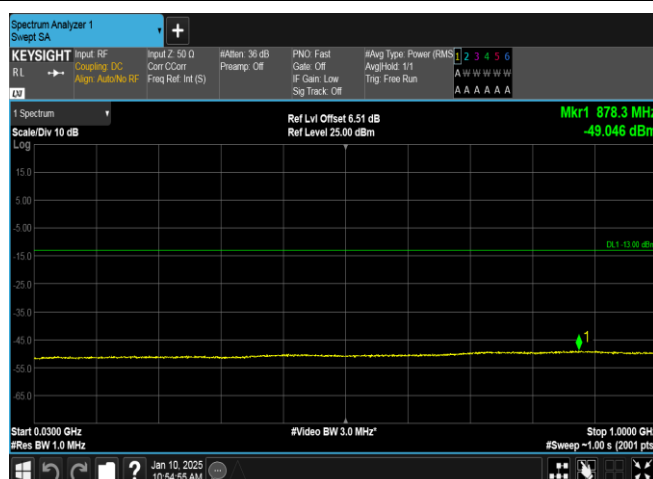 Spectrum Analyzer 1
Swept SA
+
KEYSIGHT Input: RF Input Z: 50 Ω #Atten: 36 dB PNO: Fast #Avg Type: Power (RMS 1 2 3 4 5 6
RL Coupling: DC Corr CCorr Preamp: Off Gate: Off Avg|Hold: 1/1 A W W W W W
Align: Auto/No RF Freq Ref: Int (S) IF Gain: Low Trig: Free Run
Sig Track: Off A A A A A A
LXI
1 Spectrum Ref Lvl Offset 6.51 dB Mkr1 878.3 MHz
Scale/Div 10 dB Ref Level 25.00 dBm -49.046 dBm
Log
15.0
5.00
-5.00
DL1 -13.00 dBm
-15.0
-25.0
-35.0
1
-45.0
-55.0
-65.0
Start 0.0300 GHz #Video BW 3.0 MHz* Stop 1.0000 GHz
#Res BW 1.0 MHz #Sweep ~1.00 s (2001 pts
? Jan 10, 2025
10:54:55 AM